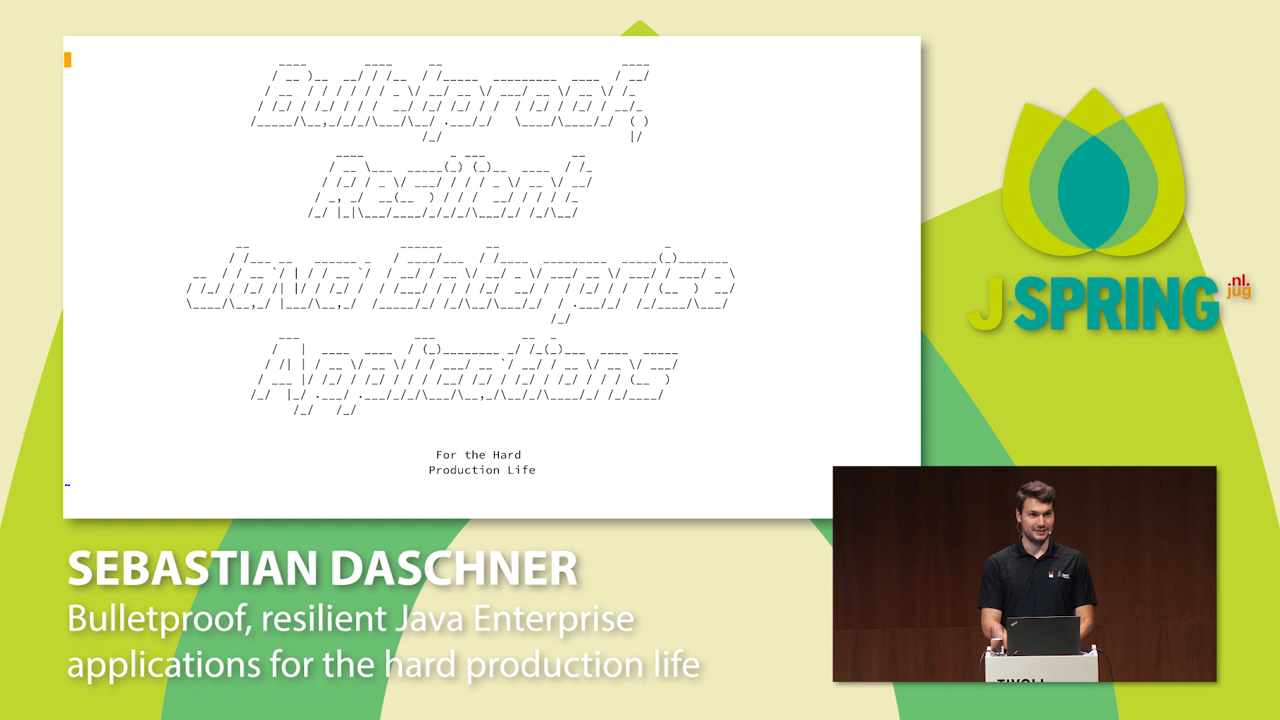 Bulletproof,
Resilient
Java Enterprise
Applications
For the Hard
Production Life
~
J·SPRING
.nl
jug
SEBASTIAN DASCHNER
Bulletproof, resilient Java Enterprise
applications for the hard production life
TIVOLI